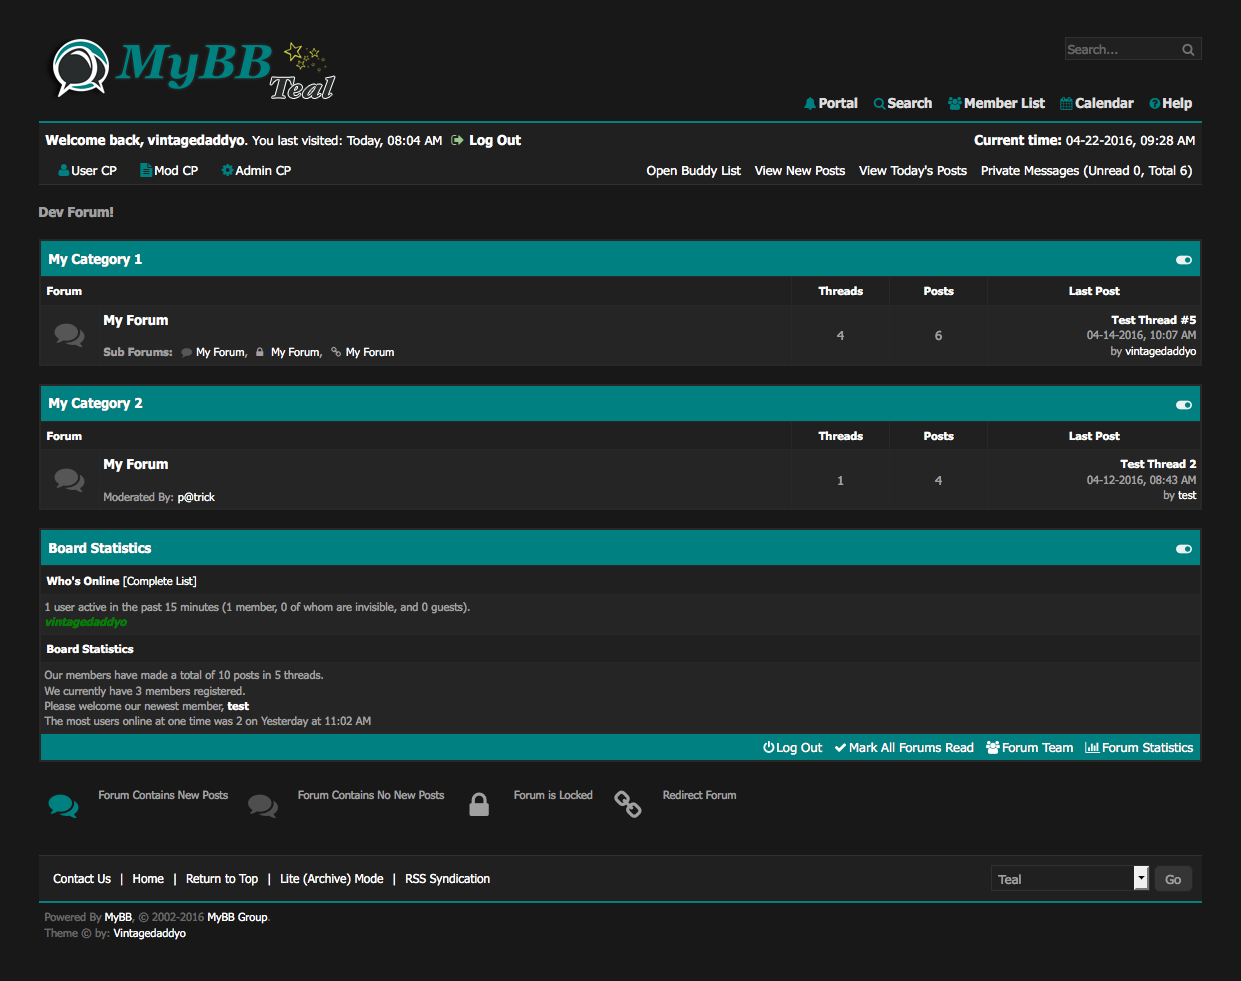 MyBB Teal
Search...
Portal Search Member List Calendar Help
Welcome back, vintagedaddyo. You last visited: Today, 08:04 AM Log Out
Current time: 04-22-2016, 09:28 AM
User CP Mod CP Admin CP
Open Buddy List View New Posts View Today's Posts Private Messages (Unread 0, Total 6)
Dev Forum!
My Category 1
Forum Threads Posts Last Post
My Forum
Sub Forums: My Forum, My Forum, My Forum
4
6
Test Thread #5
04-14-2016, 10:07 AM
by vintagedaddyo
My Category 2
Forum Threads Posts Last Post
My Forum
Moderated By: p@trick
1
4
Test Thread 2
04-12-2016, 08:43 AM
by test
Board Statistics
Who's Online [Complete List]
1 user active in the past 15 minutes (1 member, 0 of whom are invisible, and 0 guests).
vintagedaddyo
Board Statistics
Our members have made a total of 10 posts in 5 threads.
We currently have 3 members registered.
Please welcome our newest member, test
The most users online at one time was 2 on Yesterday at 11:02 AM
Log Out Mark All Forums Read Forum Team Forum Statistics
Forum Contains New Posts Forum Contains No New Posts Forum is Locked Redirect Forum
Contact Us | Home | Return to Top | Lite (Archive) Mode | RSS Syndication
Teal
Go
Powered By MyBB, © 2002-2016 MyBB Group.
Theme © by: Vintagedaddyo